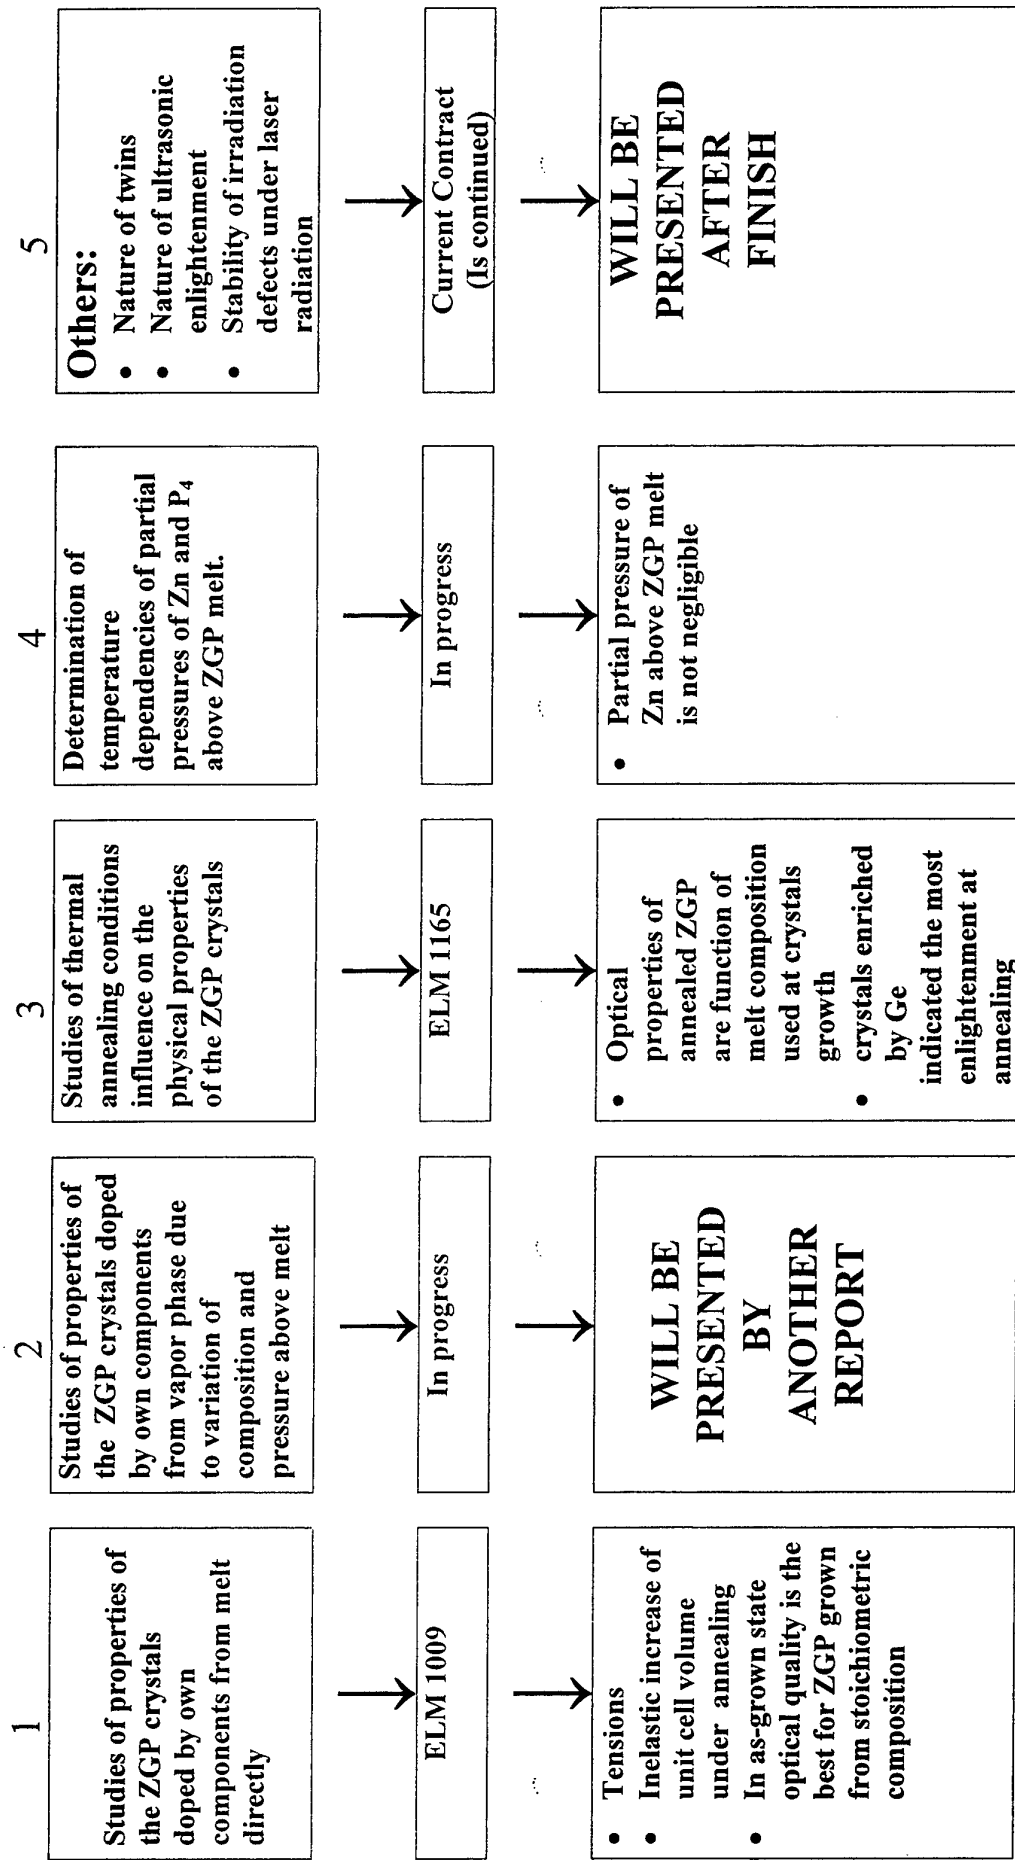 1
Studies of properties of
the ZGP crystals
doped by own
components from melt
directly
ELM 1009
• Tensions
• Inelastic increase of
unit cell volume
under annealing
• In as-grown state
optical quality is the
best for ZGP grown
from stoichiometric
composition
2
Studies of properties of
the ZGP crystals doped
by own components
from vapor phase due
to variation of
composition and
pressure above melt
In progress
WILL BE
PRESENTED
BY
ANOTHER
REPORT
3
Studies of thermal
annealing conditions
influence on the
physical properties
of the ZGP crystals
ELM 1165
• Optical
properties of
annealed ZGP
are function of
melt composition
used at crystals
growth
• crystals enriched
by Ge
indicated the most
enlightenment at
annealing
4
Determination of
temperature
dependencies of partial
pressures of Zn and P₄
above ZGP melt.
In progress
• Partial pressure of
Zn above ZGP melt
is not negligible
5
Others:
• Nature of twins
• Nature of ultrasonic
enlightenment
• Stability of irradiation
defects under laser
radiation
Current Contract
(Is continued)
WILL BE
PRESENTED
AFTER
FINISH